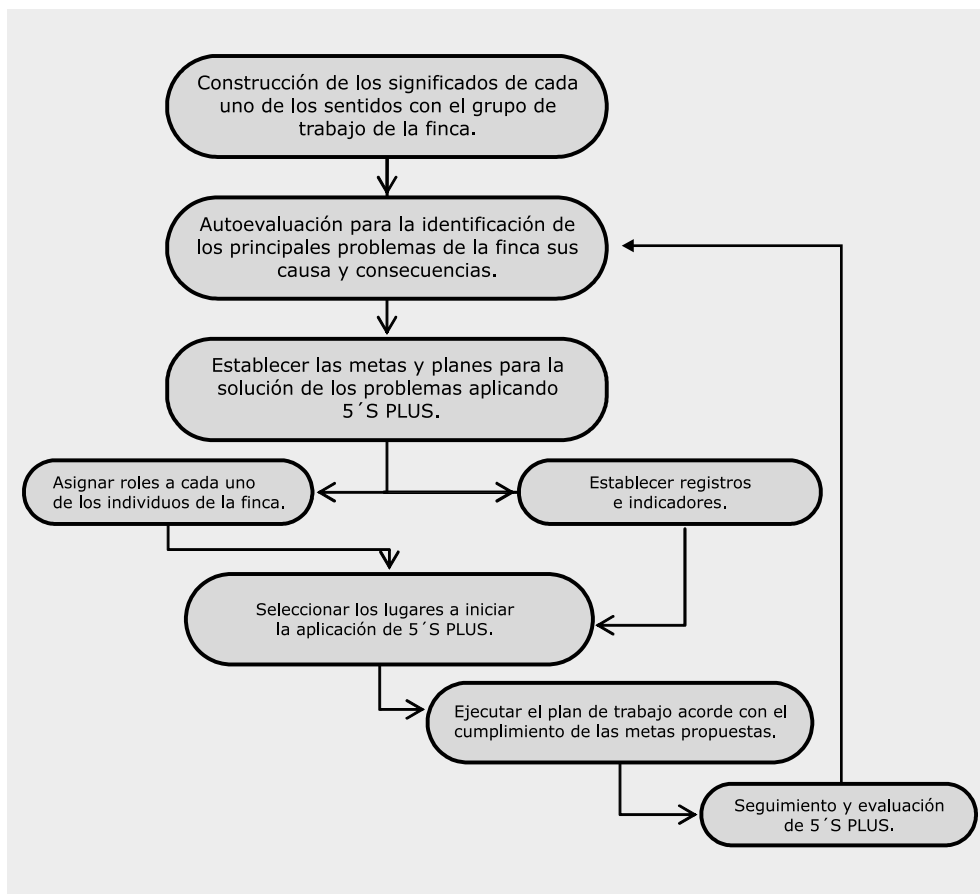 Construcción de los significados de cada
uno de los sentidos con el grupo de
trabajo de la finca.
Autoevaluación para la identificación de
los principales problemas de la finca sus
causa y consecuencias.
Establecer las metas y planes para la
solución de los problemas aplicando
5´S PLUS.
Asignar roles a cada uno
de los individuos de la finca.
Establecer registros
e indicadores.
Seleccionar los lugares a iniciar
la aplicación de 5´S PLUS.
Ejecutar el plan de trabajo acorde con el
cumplimiento de las metas propuestas.
Seguimiento y evaluación
de 5´S PLUS.